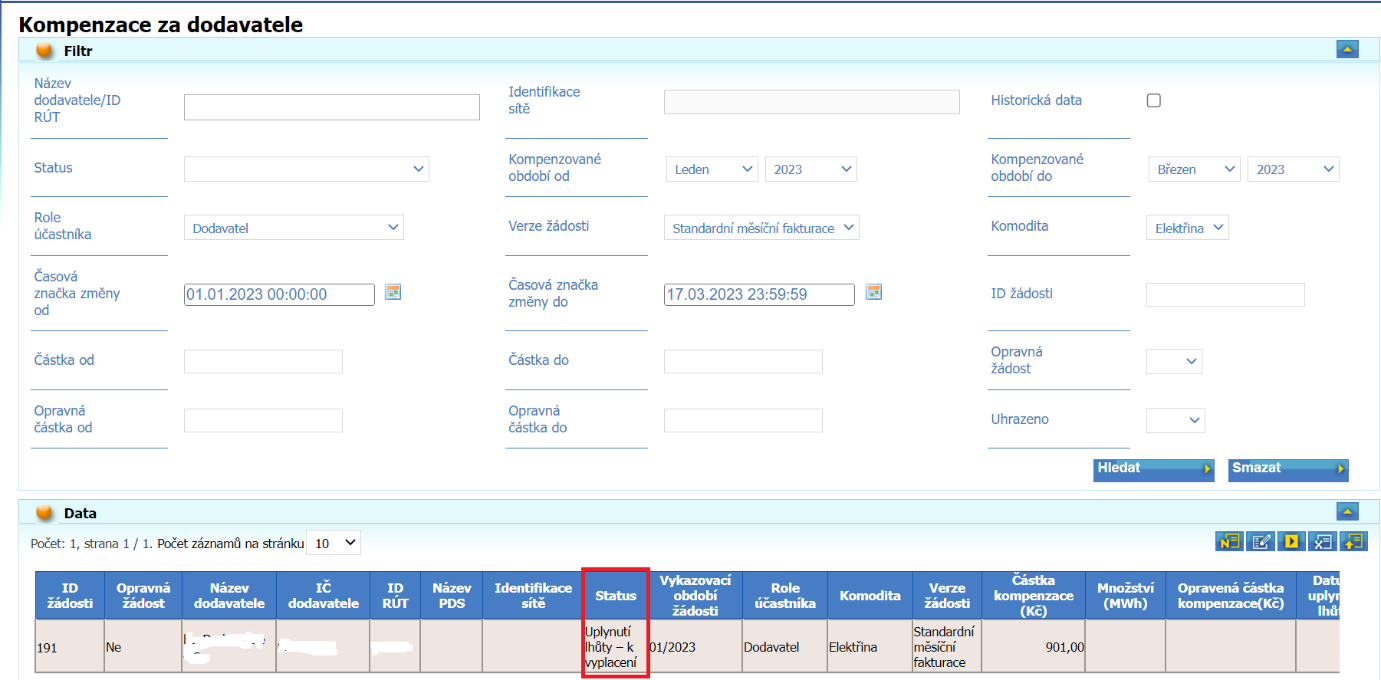 Kompenzace za dodavatele
Filtr
Název
dodavatele/ID
RÚT
Identifikace
sítě
Historická data
Status
Kompenzované
období od
Leden
2023
Kompenzované
období do
Březen
2023
Role
účastníka
Dodavatel
Verze žádosti
Standardní měsíční fakturace
Komodita
Elektřina
Časová
značka změny
od
01.01.2023 00:00:00
Časová značka
změny do
17.03.2023 23:59:59
ID žádosti
Částka od
Částka do
Opravná
žádost
Opravná
částka od
Opravná
částka do
Uhrazeno
Hledat
Smazat
Data
Počet: 1, strana 1 / 1. Počet záznamů na stránku 10
ID
žádosti
Opravná
žádost
Název
dodavatele
IČ
dodavatele
ID
RÚT
Název
PDS
Identifikace
sítě
Status
Vykazovací
období
žádosti
Role
účastníka
Komodita
Verze
žádosti
Částka
kompenzace
(Kč)
Množství
(MWh)
Opravená částka
kompenzace(Kč)
191
Ne
Uplynutí
lhůty – k
vyplacení
01/2023
Dodavatel
Elektřina
Standardní
měsíční
fakturace
901,00